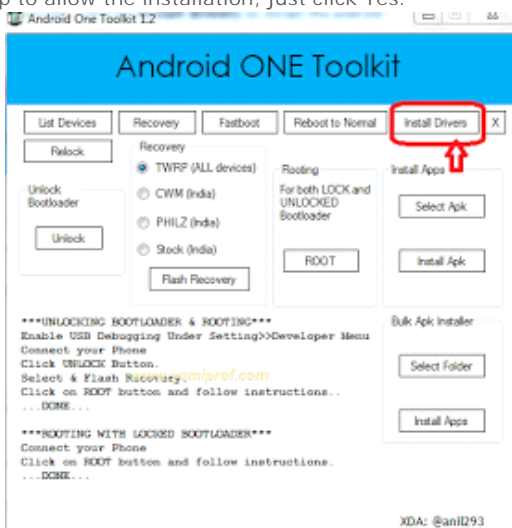 p to allow the installation, just click Yes.
Android One Toolkit 1.2
Android ONE Toolkit
List Devices
Recovery
Fastboot
Reboot to Normal
Install Drivers
X
Relock
Recovery
TWRP (ALL devices)
CWM (India)
PHILZ (India)
Stock (India)
Flash Recovery
Unlock
Bootloader
Unlock
Rooting
For both LOCK and
UNLOCKED
Bootloader
ROOT
Install Apps
Select Apk
Install Apk
***UNLOCKING BOOTLOADER & ROOTING***
Enable USB Debugging Under Setting>>Developer Menu
Connect your Phone
Click UNLOCK Button.
Select & Flash Recovery.
Click on ROOT button and follow instructions..
...DONE...
***ROOTING WITH LOCKED BOOTLOADER***
Connect your Phone
Click on ROOT button and follow instructions.
...DONE...
Bulk Apk Installer
Select Folder
Install Apps
XDA: @anil293